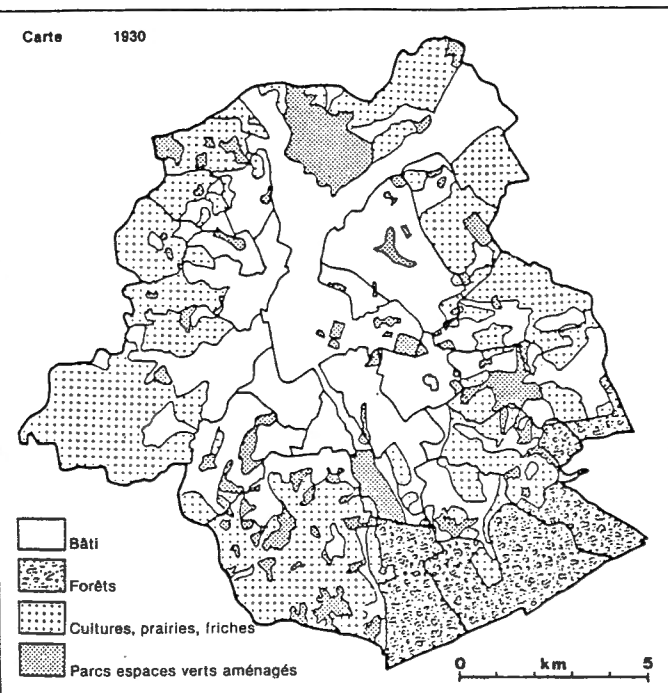 Carte 1930
Bâti
Forêts
Cultures, prairies, friches
Parcs espaces verts aménagés
0 km 5